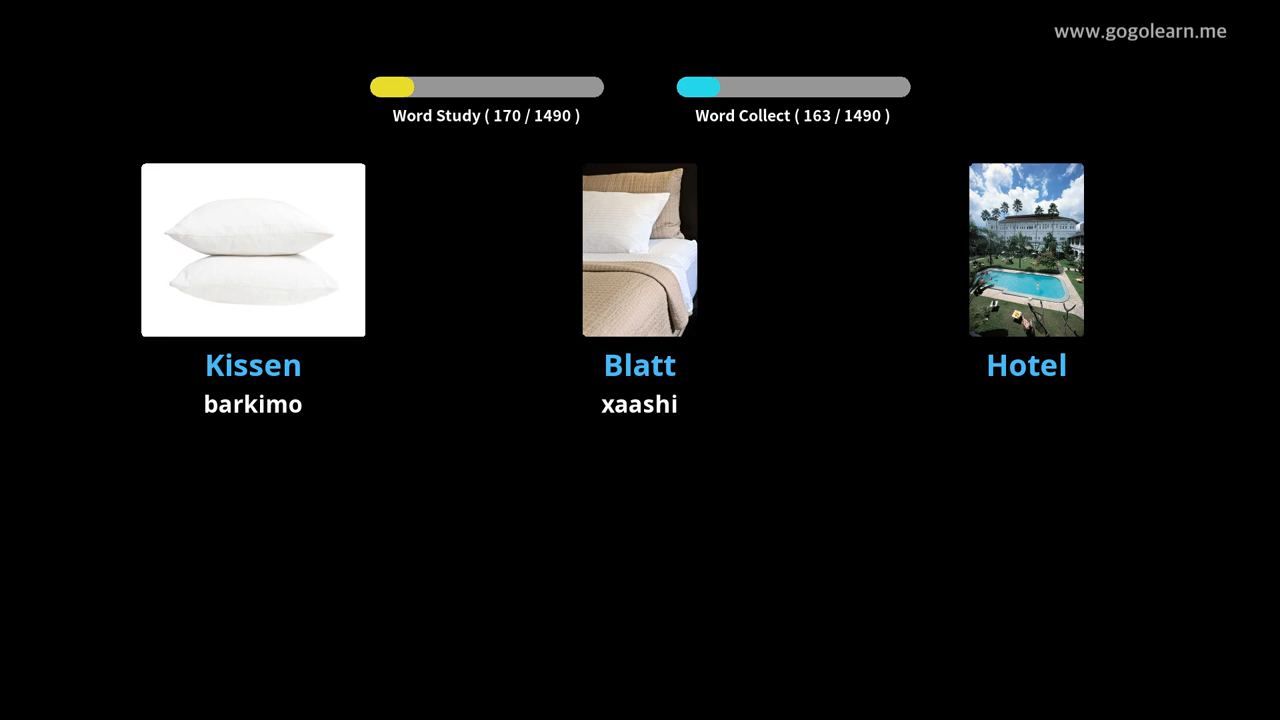 www.gogolearn.me
Word Study ( 170 / 1490 )
Word Collect ( 163 / 1490 )
Kissen
barkimo
Blatt
xaashi
Hotel